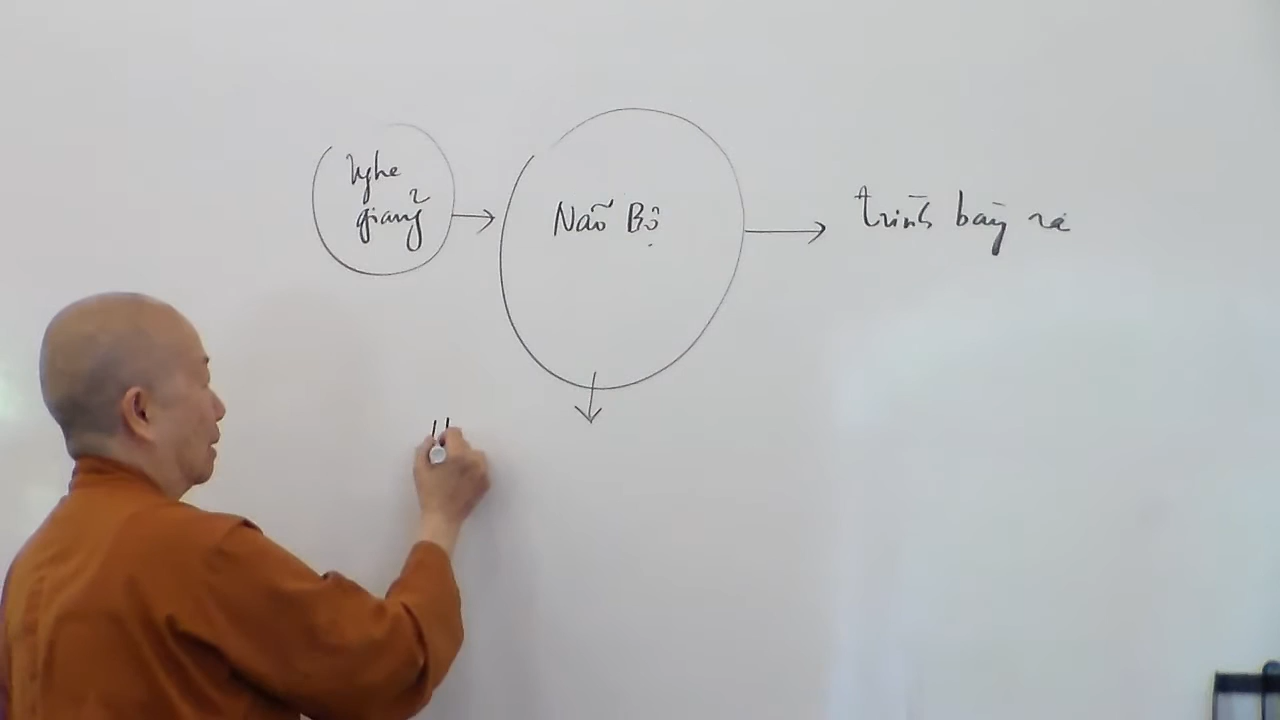 Nghe
giảng
Não Bộ
trình bày ra